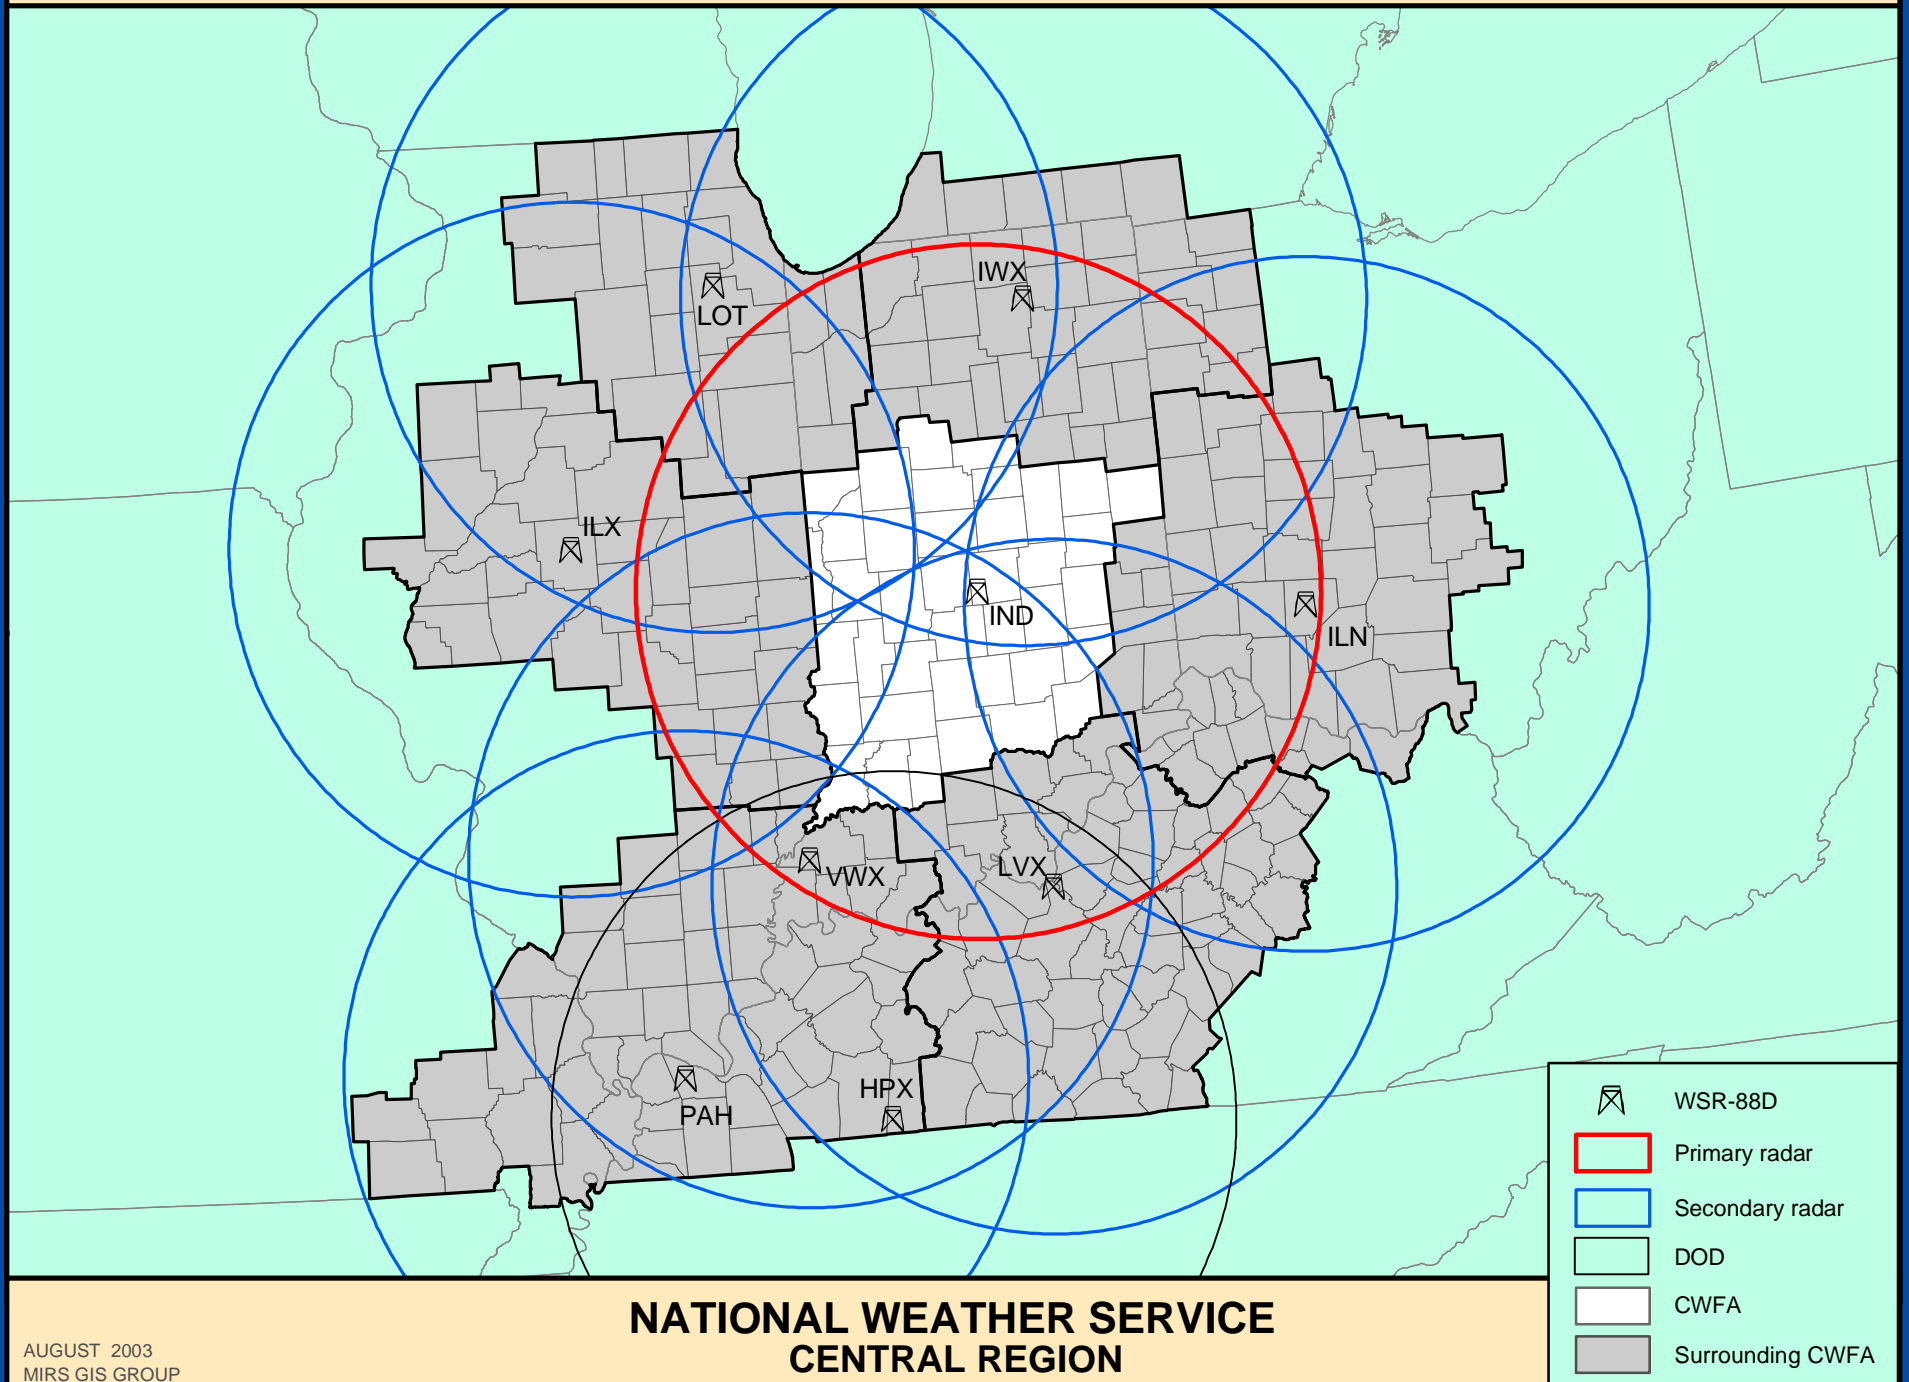 IWX
LOT
ILX
IND
ILN
LVX
VWX
HPX
PAH
WSR-88D
Primary radar
Secondary radar
DOD
CWFA
Surrounding CWFA
NATIONAL WEATHER SERVICE
CENTRAL REGION
AUGUST 2003
MIRS GIS GROUP